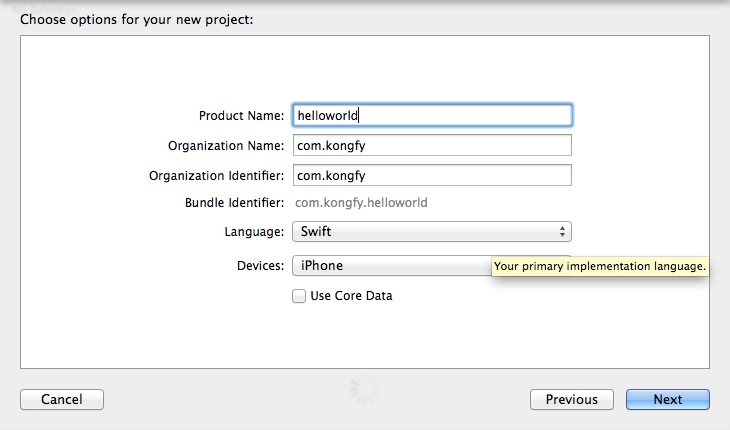 Choose options for your new project:
Product Name: helloworld
Organization Name: com.kongfy
Organization Identifier: com.kongfy
Bundle Identifier: com.kongfy.helloworld
Language: Swift
Devices: iPhone
Your primary implementation language.
Use Core Data
Cancel Previous Next